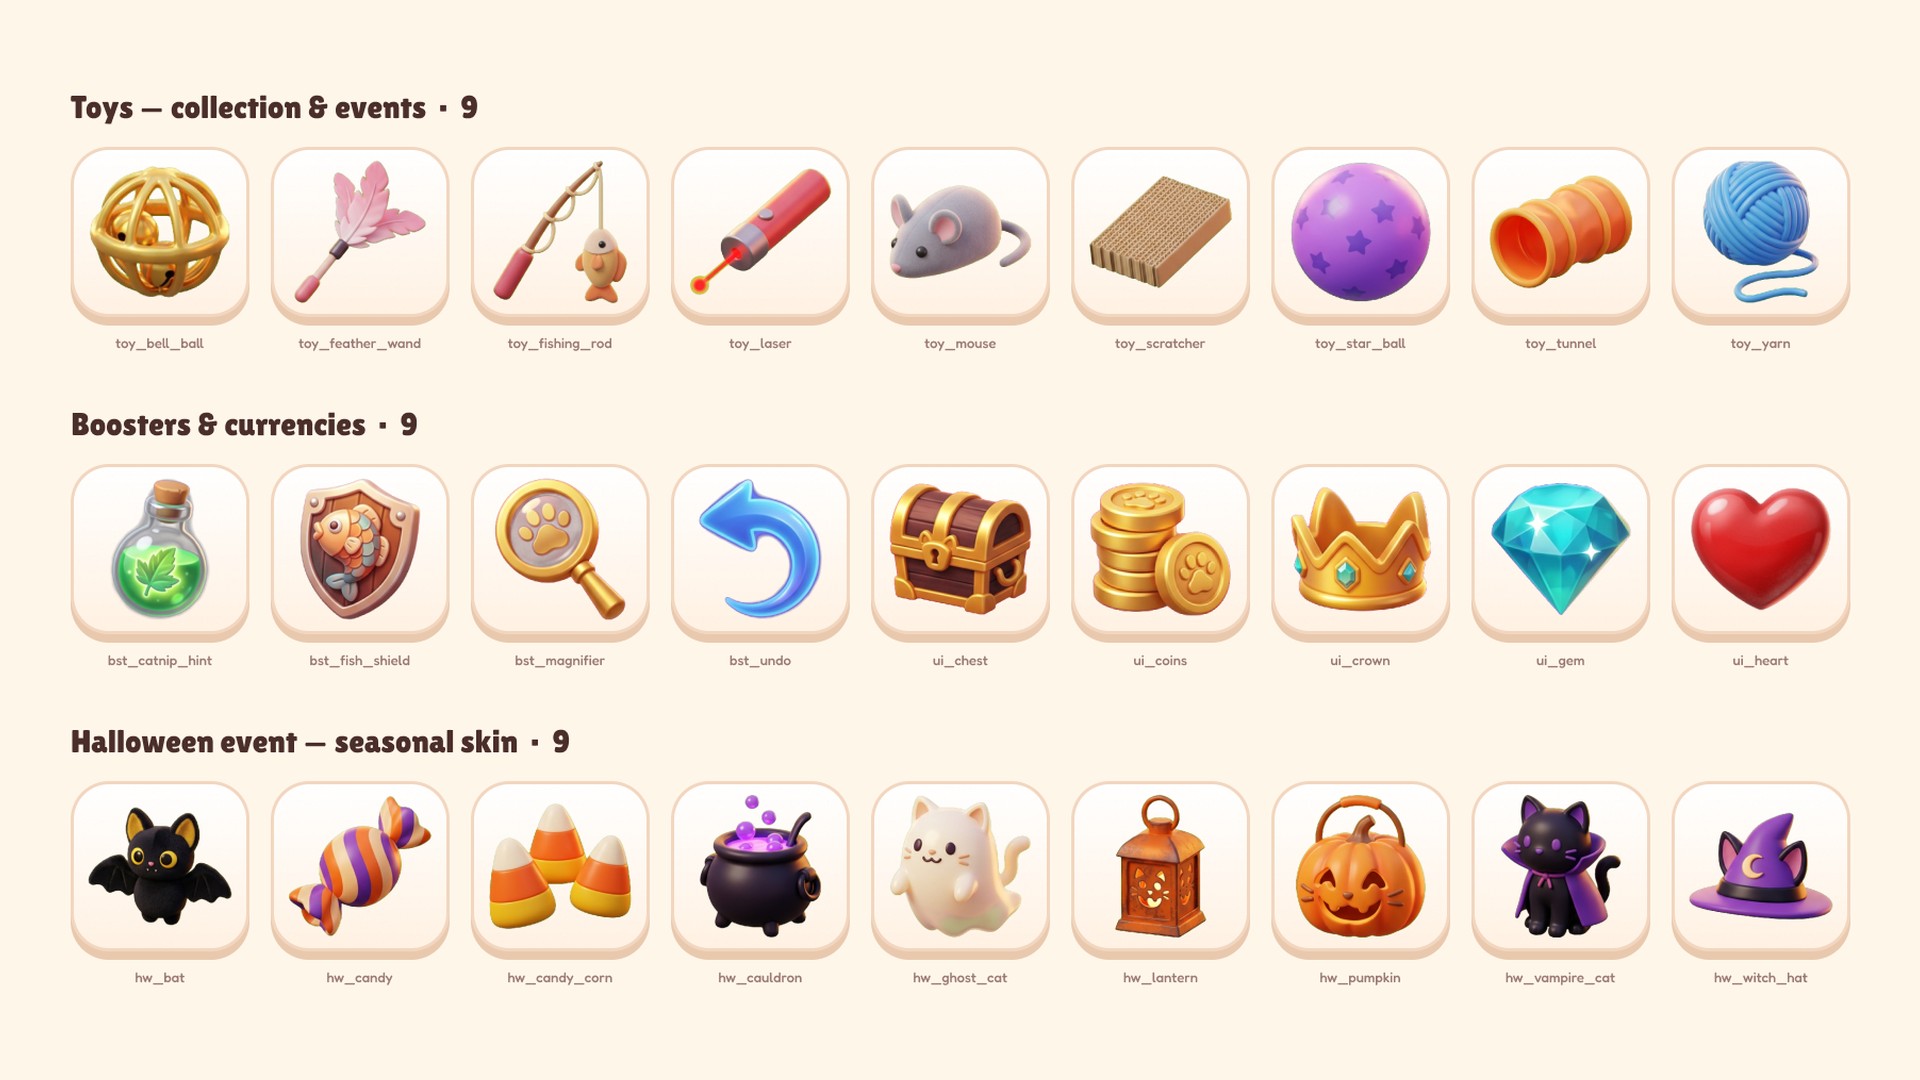 Toys — collection & events · 9
toy_bell_ball toy_feather_wand toy_fishing_rod toy_laser toy_mouse toy_scratcher toy_star_ball toy_tunnel toy_yarn
Boosters & currencies · 9
bst_catnip_hint bst_fish_shield bst_magnifier bst_undo ui_chest ui_coins ui_crown ui_gem ui_heart
Halloween event — seasonal skin · 9
hw_bat hw_candy hw_candy_corn hw_cauldron hw_ghost_cat hw_lantern hw_pumpkin hw_vampire_cat hw_witch_hat